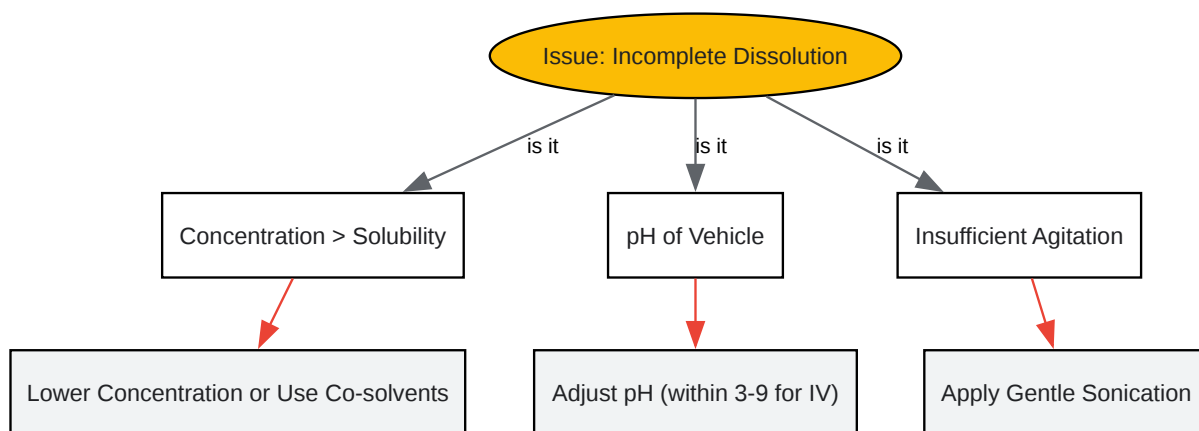 Issue: Incomplete Dissolution
is it
is it
is it
Concentration > Solubility
pH of Vehicle
Insufficient Agitation
Lower Concentration or Use Co-solvents
Adjust pH (within 3-9 for IV)
Apply Gentle Sonication